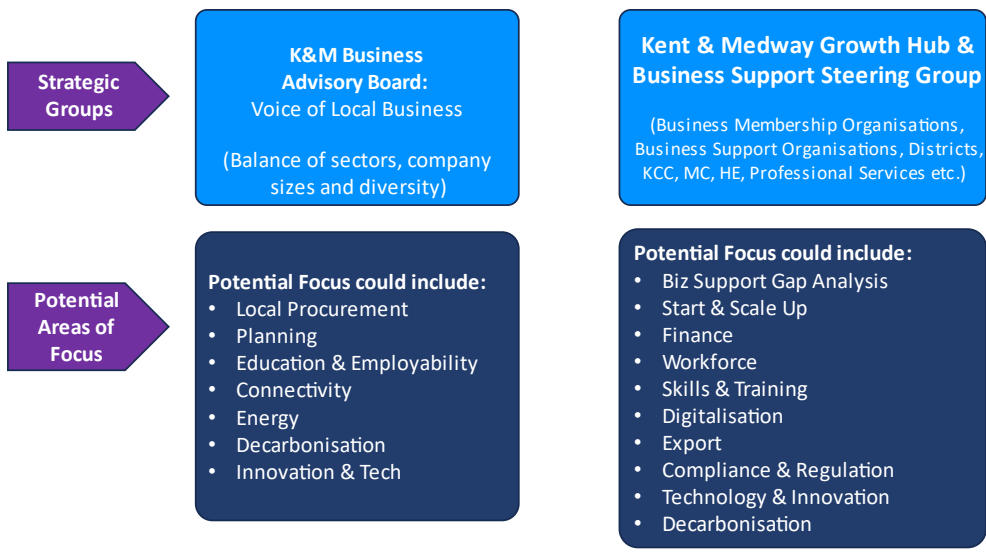 Strategic
Groups
K&M Business
Advisory Board:
Voice of Local Business
(Balance of sectors, company
sizes and diversity)
Kent & Medway Growth Hub &
Business Support Steering Group
(Business Membership Organisations,
Business Support Organisations, Districts,
KCC, MC, HE, Professional Services etc.)
Potential
Areas of
Focus
Potential Focus could include:
• Local Procurement
• Planning
• Education & Employability
• Connectivity
• Energy
• Decarbonisation
• Innovation & Tech
Potential Focus could include:
• Biz Support Gap Analysis
• Start & Scale Up
• Finance
• Workforce
• Skills & Training
• Digitalisation
• Export
• Compliance & Regulation
• Technology & Innovation
• Decarbonisation